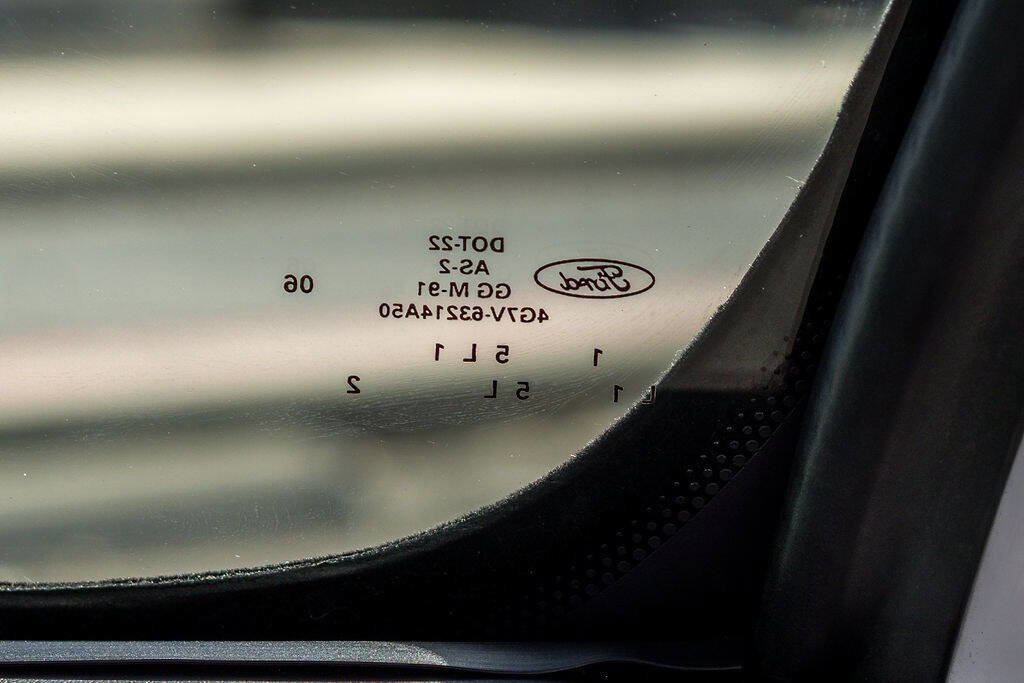 Ford
DOT-22
AS-2
GG M-91
4G7V-63214A50
06
1 5 L 1
L 1 5 L 2